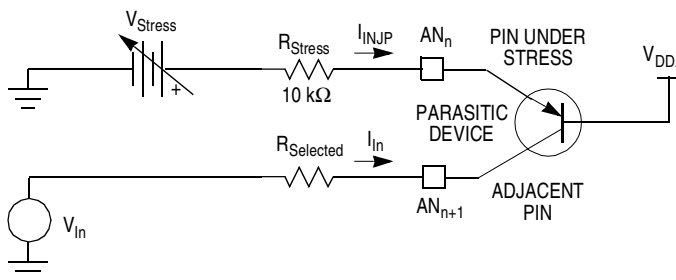 V_Stress
+
R_Stress
10 kΩ
I_INJP
AN_n
PIN UNDER
STRESS
V_DD
PARASITIC
DEVICE
R_Selected
I_In
AN_n+1
ADJACENT
PIN
V_In